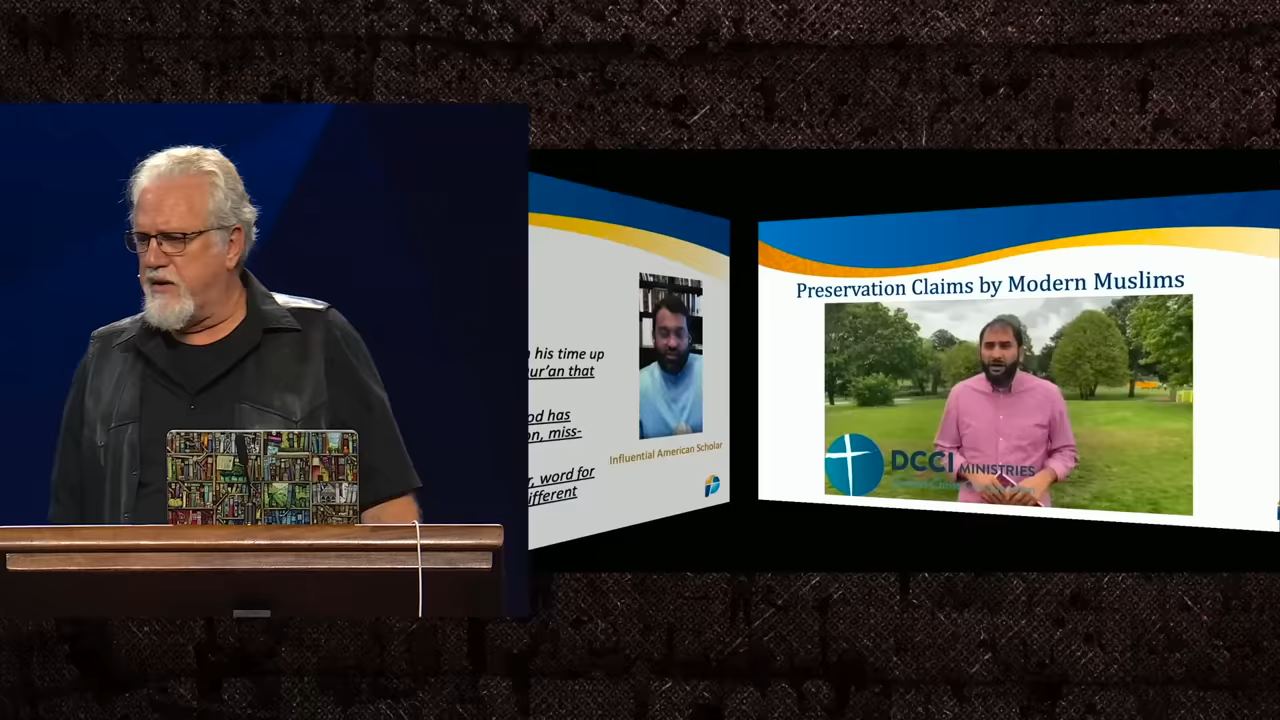 his time up
ur'an that
od has
on, miss-
, word for
ifferent
Influential American Scholar
Preservation Claims by Modern Muslims
DCCI MINISTRIES